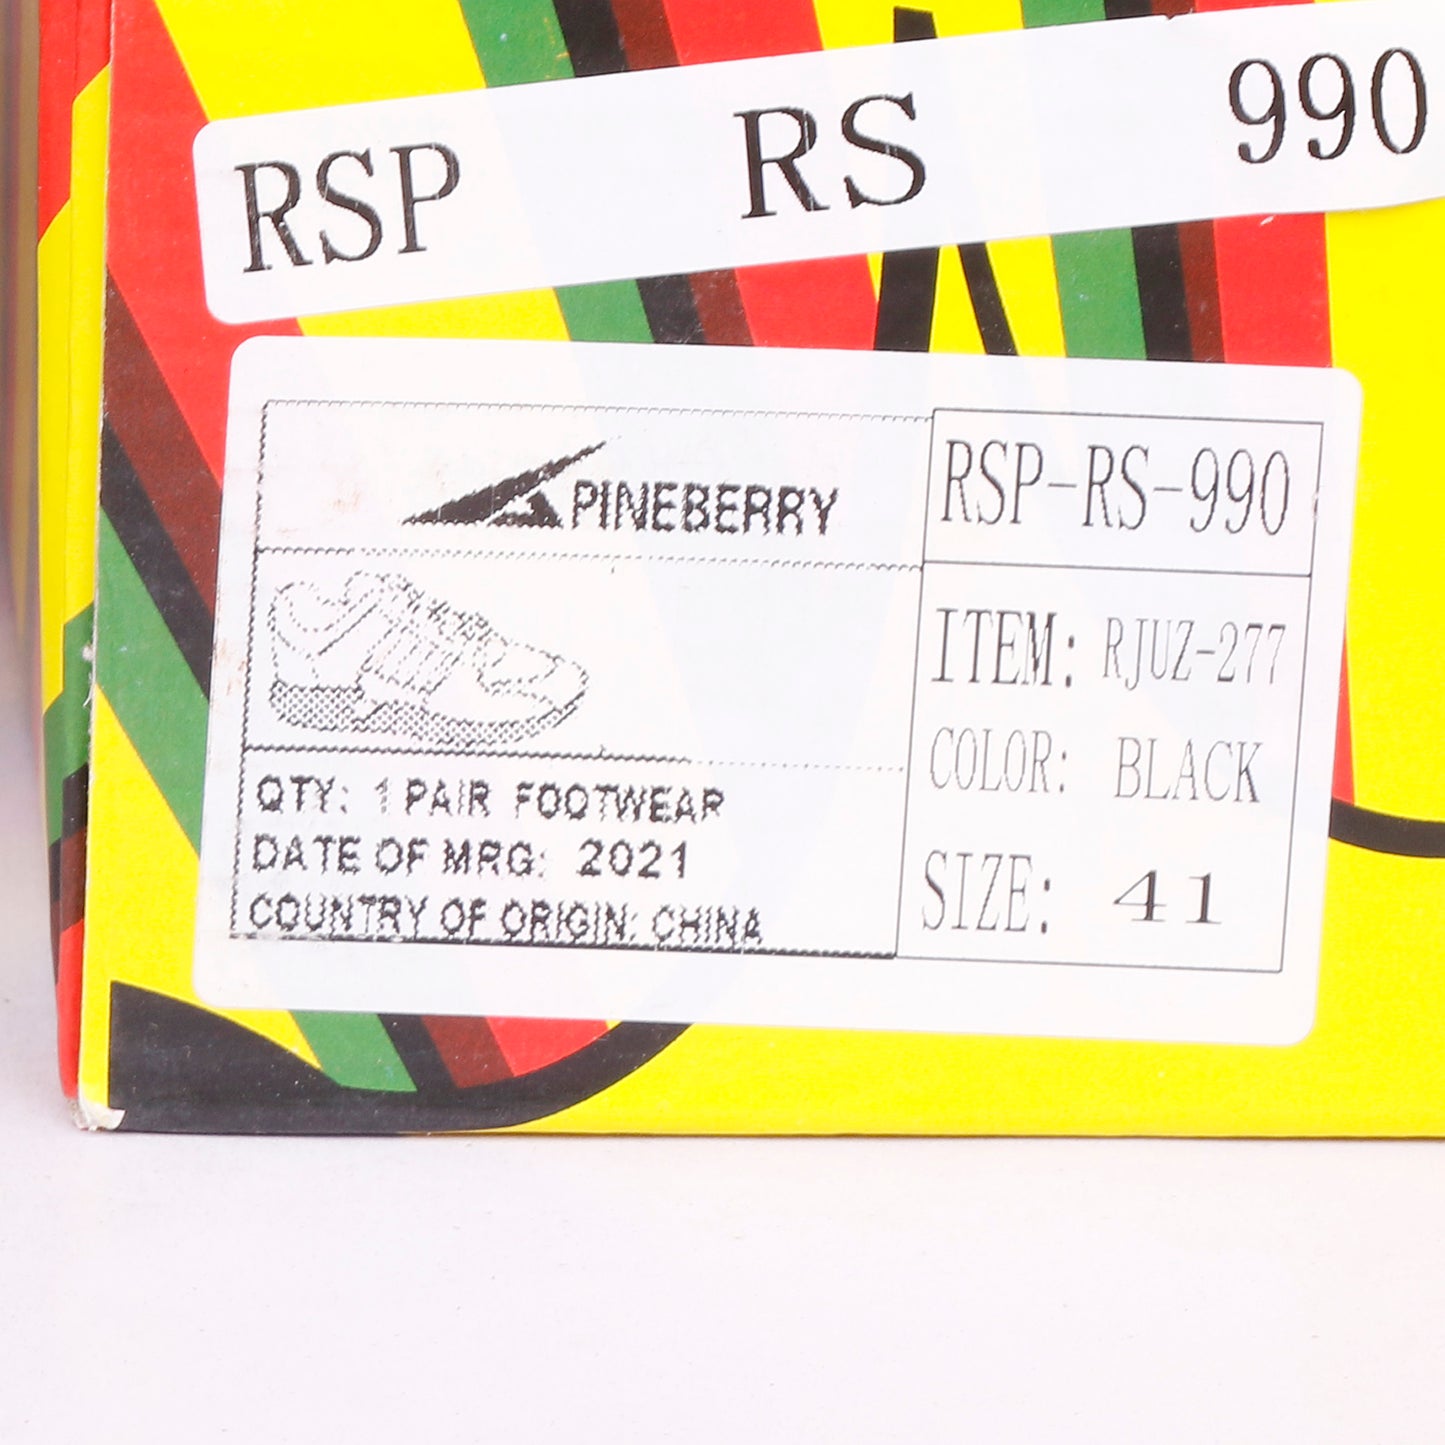 RSP RS 990
PINEBERRY
RSP-RS-990
ITEM: RJUZ-277
COLOR: BLACK
SIZE: 41
QTY: 1 PAIR FOOTWEAR
DATE OF MRG: 2021
COUNTRY OF ORIGIN: CHINA